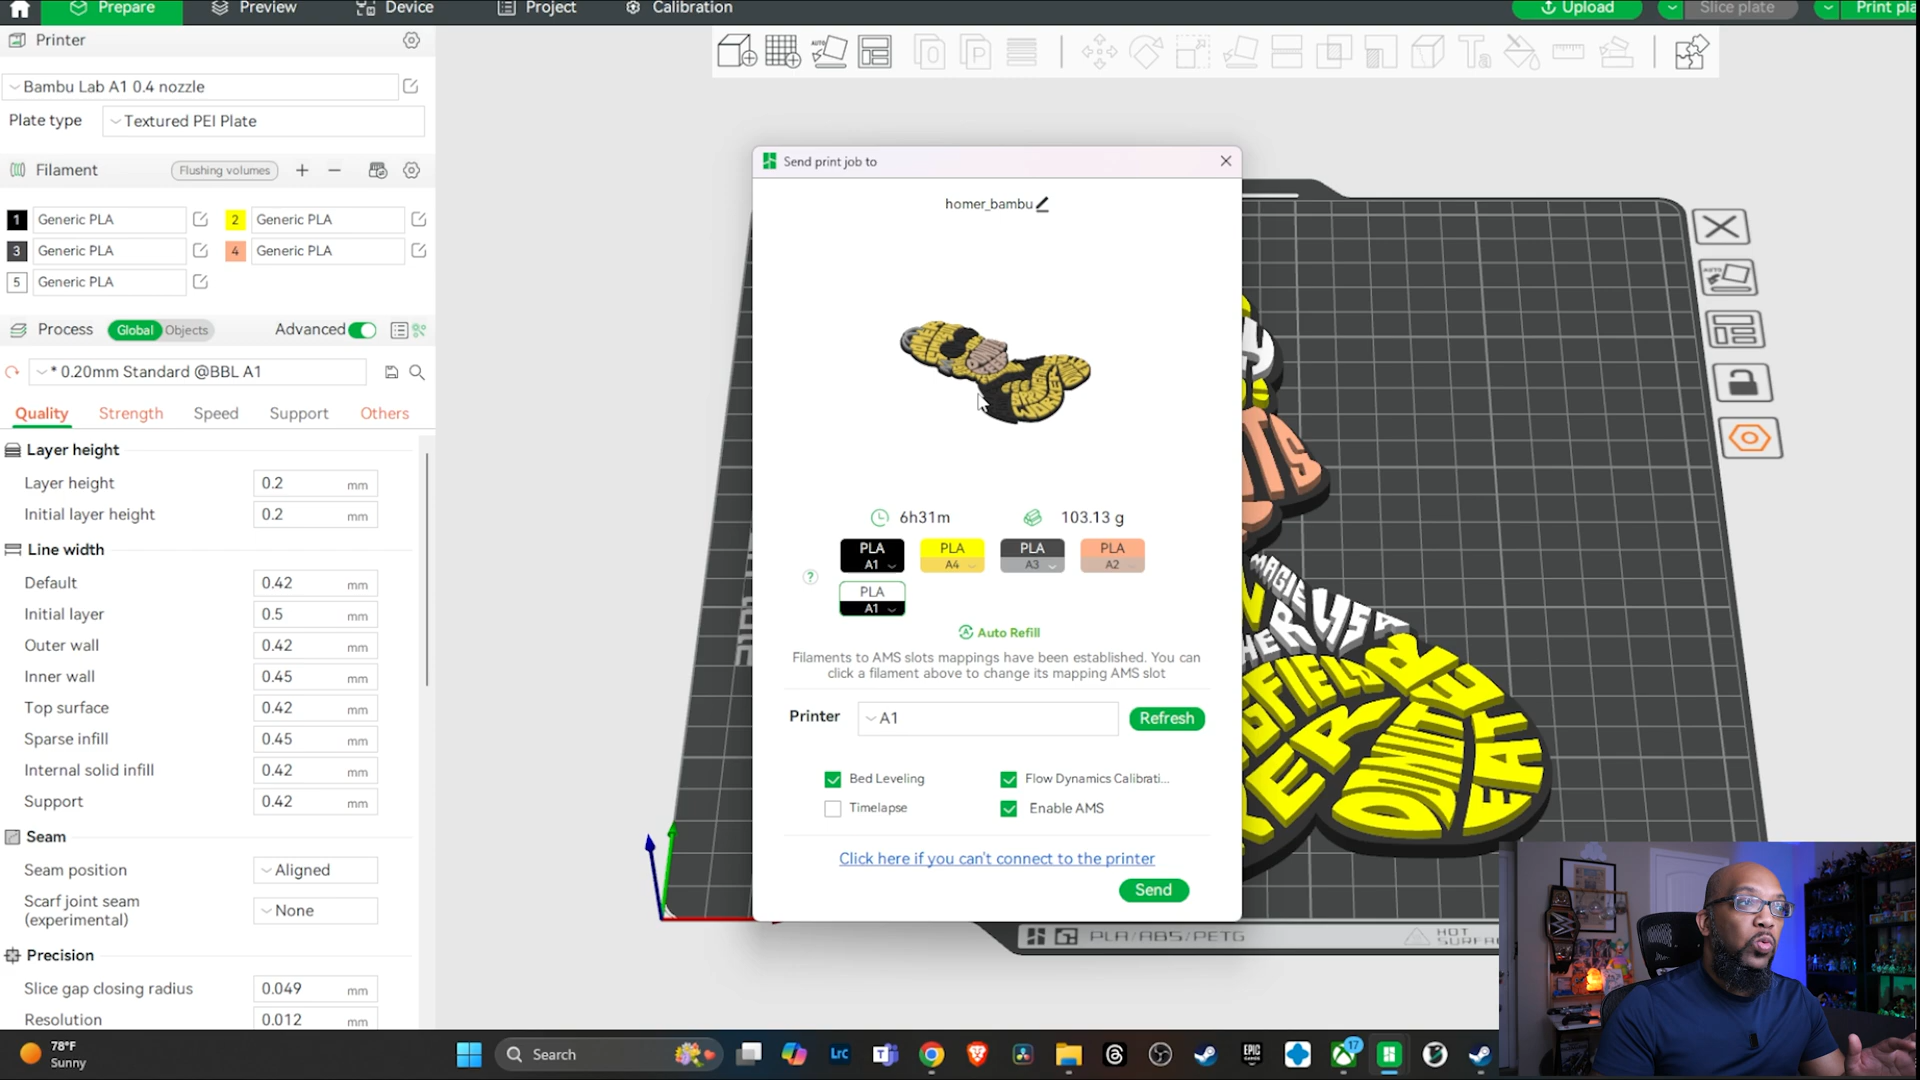 Prepare Preview Device Project Calibration Upload Slice plate Print pla
Printer
Bambu Lab A1 0.4 nozzle
Plate type Textured PEI Plate
Filament Flushing volumes + −
1 Generic PLA 2 Generic PLA
3 Generic PLA 4 Generic PLA
5 Generic PLA
Process Global Objects Advanced
* 0.20mm Standard @BBL A1
Quality Strength Speed Support Others
Layer height
Layer height 0.2 mm
Initial layer height 0.2 mm
Line width
Default 0.42 mm
Initial layer 0.5 mm
Outer wall 0.42 mm
Inner wall 0.45 mm
Top surface 0.42 mm
Sparse infill 0.45 mm
Internal solid infill 0.42 mm
Support 0.42 mm
Seam
Seam position Aligned
Scarf joint seam
(experimental) None
Precision
Slice gap closing radius 0.049 mm
Resolution 0.012 mm
AUTO
Send print job to
homer_bambu
6h31m 103.13 g
PLA PLA PLA PLA
A1 A4 A3 A2
?
PLA
A1
Auto Refill
Filaments to AMS slots mappings have been established. You can
click a filament above to change its mapping AMS slot
Printer A1 Refresh
Bed Leveling Flow Dynamics Calibrati...
Timelapse Enable AMS
Click here if you can't connect to the printer
Send
AUTO
MAGIE
LISA
DONUT
EATER
PLA/ABS/PETG
HOT
78°F
Sunny
Search
Lrc
EPIC
17